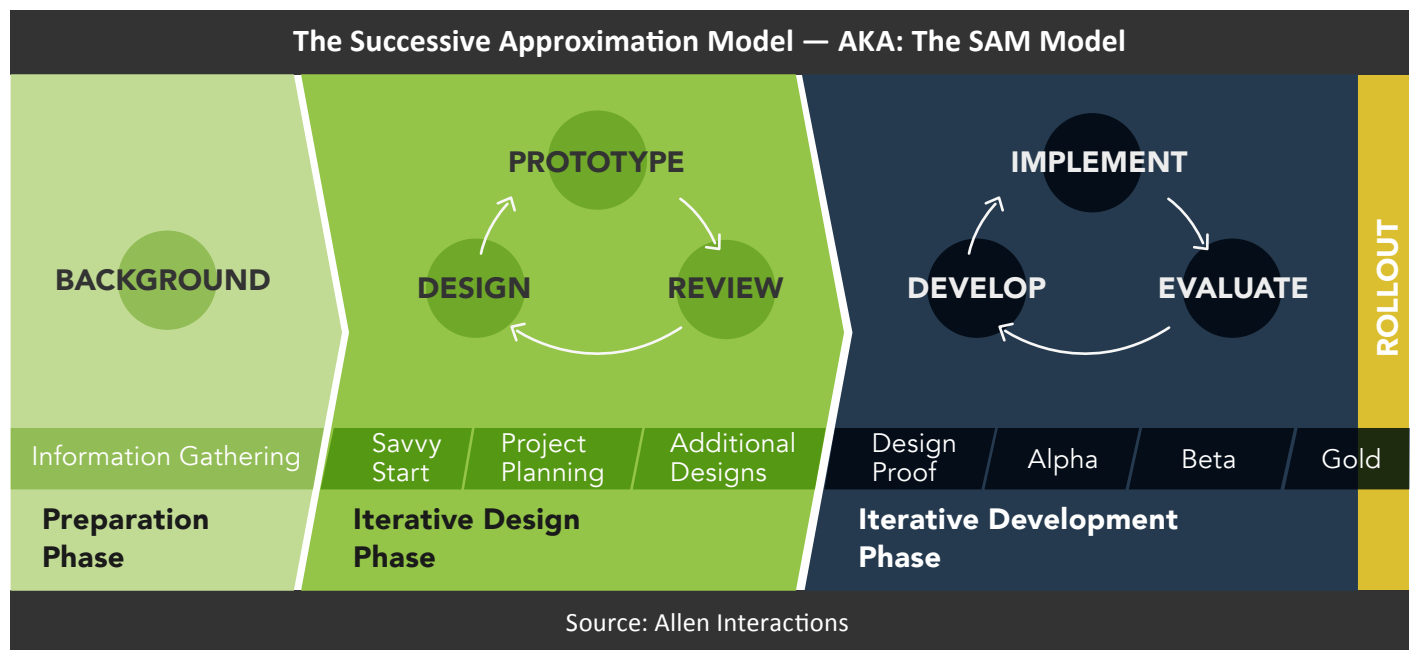 The Successive Approximation Model — AKA: The SAM Model
BACKGROUND
PROTOTYPE
DESIGN
REVIEW
IMPLEMENT
DEVELOP
EVALUATE
ROLLOUT
Information Gathering
Savvy
Start
Project
Planning
Additional
Designs
Design
Proof
Alpha
Beta
Gold
Preparation
Phase
Iterative Design
Phase
Iterative Development
Phase
Source: Allen Interactions